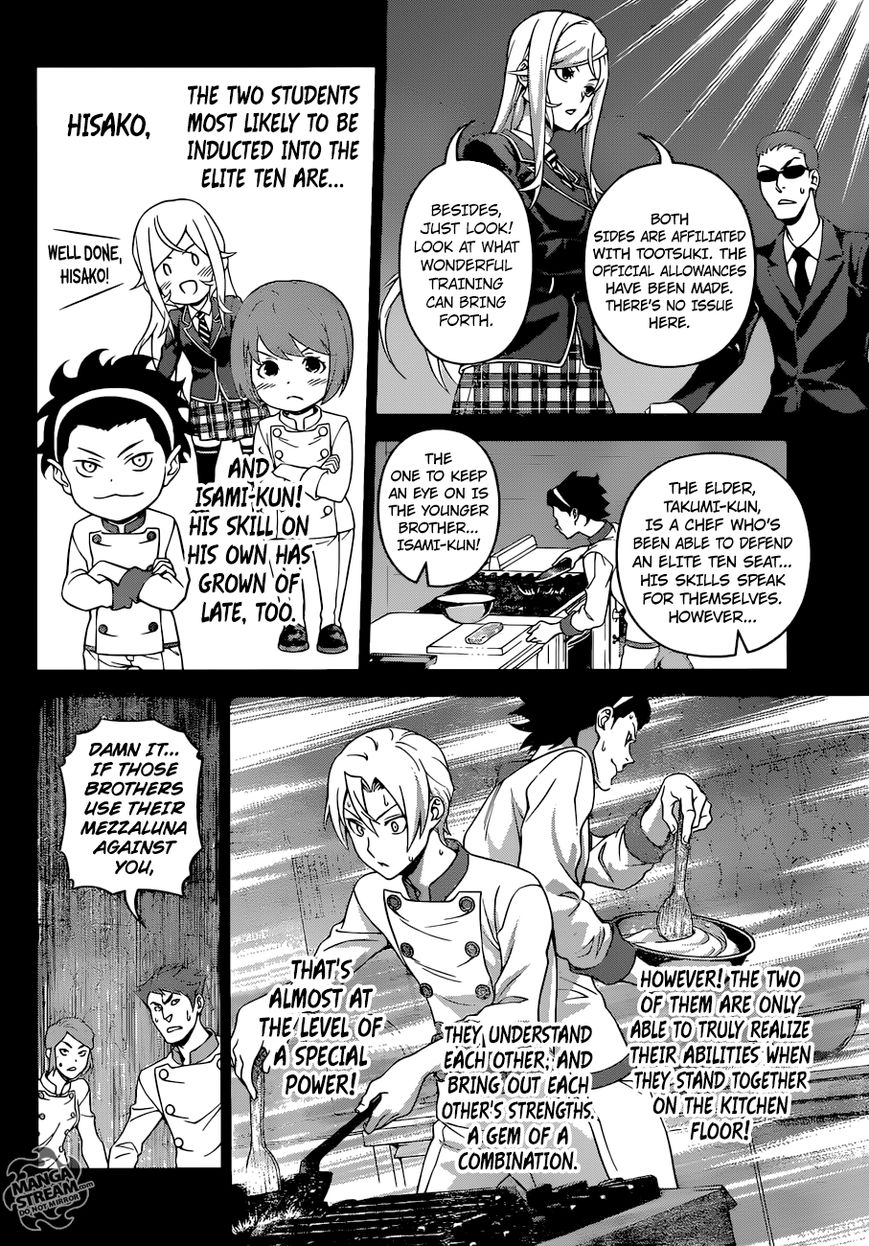 BOTH
SIDES ARE AFFILIATED
WITH TOOTSUKI. THE
OFFICIAL ALLOWANCES
HAVE BEEN MADE.
THERE'S NO ISSUE
HERE.
BESIDES,
JUST LOOK!
LOOK AT WHAT
WONDERFUL
TRAINING
CAN BRING
FORTH.
THE TWO STUDENTS
MOST LIKELY TO BE
INDUCTED INTO THE
ELITE TEN ARE...
HISAKO,
WELL DONE,
HISAKO!
AND
ISAMI-KUN!
HIS SKILL ON
HIS OWN HAS
GROWN OF
LATE, TOO.
THE ELDER,
TAKUMI-KUN,
IS A CHEF WHO'S
BEEN ABLE TO DEFEND
AN ELITE TEN SEAT...
HIS SKILLS SPEAK
FOR THEMSELVES.
HOWEVER...
THE
ONE TO KEEP
AN EYE ON IS
THE YOUNGER
BROTHER...
ISAMI-KUN!
HOWEVER! THE TWO
OF THEM ARE ONLY
ABLE TO TRULY REALIZE
THEIR ABILITIES WHEN
THEY STAND TOGETHER
ON THE KITCHEN
FLOOR!
THEY UNDERSTAND
EACH OTHER, AND
BRING OUT EACH
OTHER'S STRENGTHS.
A GEM OF A
COMBINATION.
THAT'S
ALMOST AT
THE LEVEL OF
A SPECIAL
POWER!
DAMN IT...
IF THOSE
BROTHERS
USE THEIR
MEZZALUNA
AGAINST
YOU,
MANGA
STREAM.com
DO NOT MIRROR